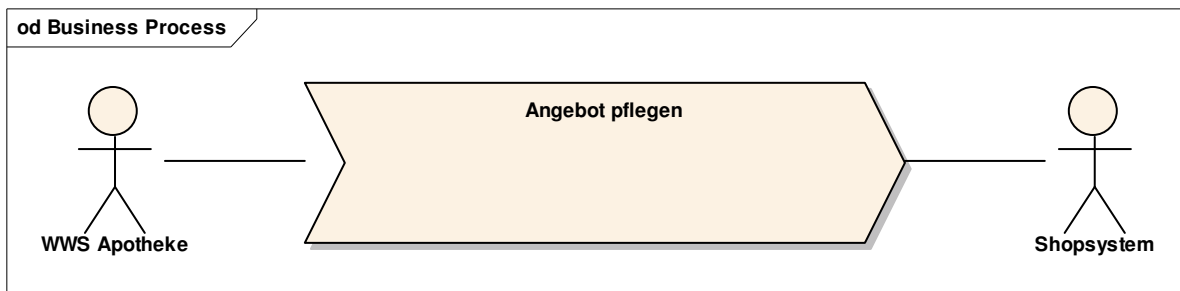 od Business Process
Angebot pflegen
WWS Apotheke
Shopsystem